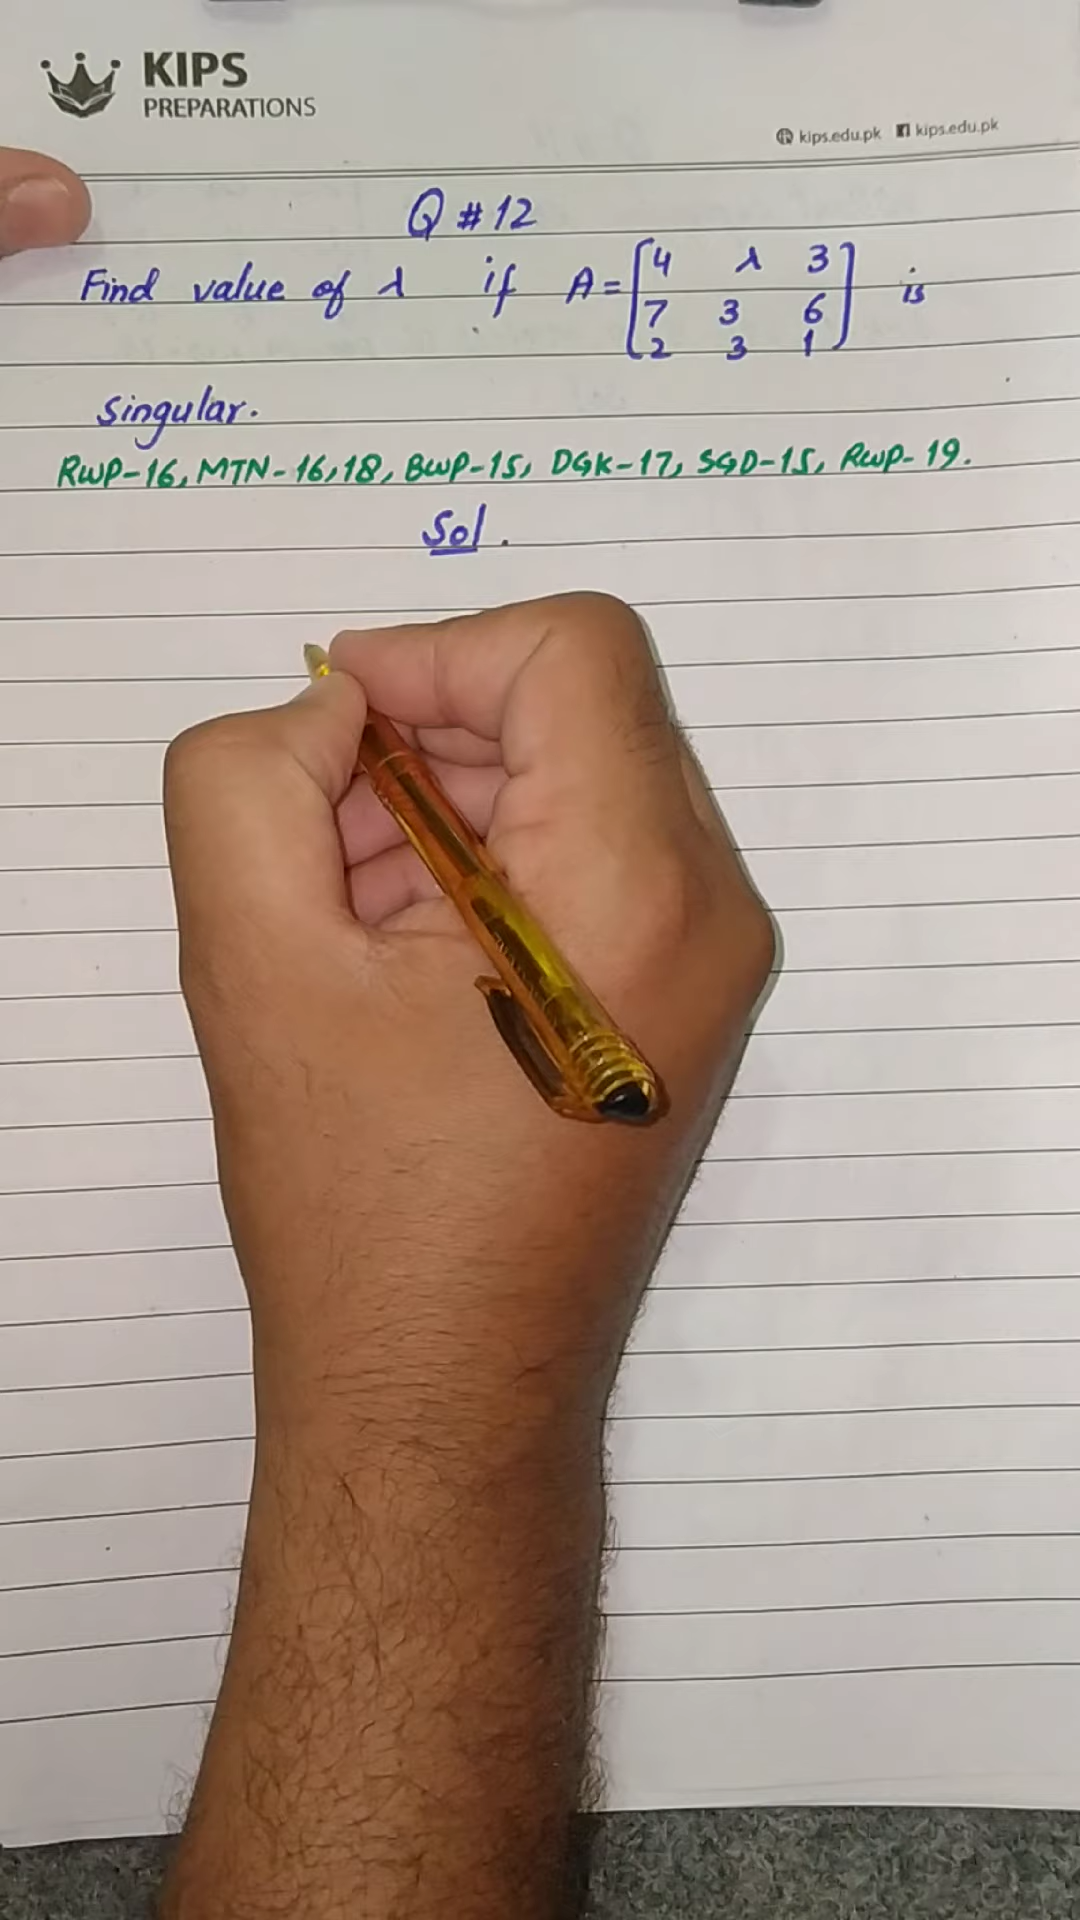 KIPS
PREPARATIONS
kips.edu.pk kips.edu.pk
Q # 12
Find value of λ if A = [4 λ 3
7 3 6
2 3 1] is
singular.
RWP-16, MTN-16,18, BWP-15, DGK-17, SGD-15, RWP-19.
Sol.